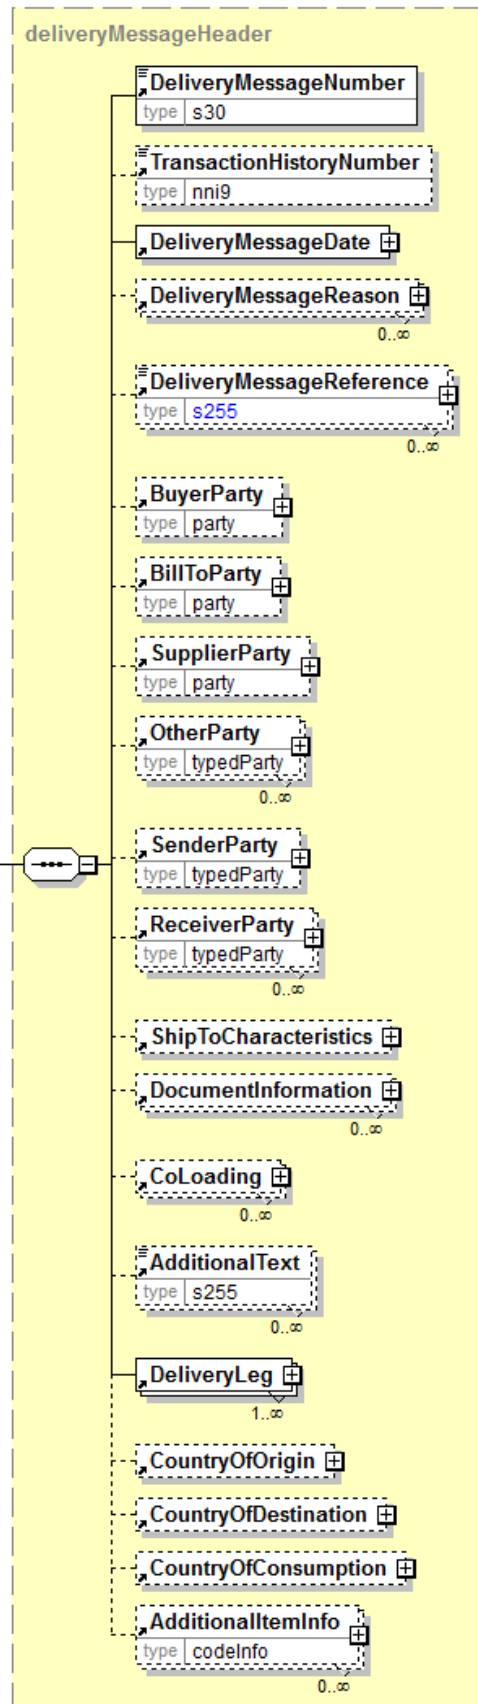 deliveryMessageHeader
DeliveryMessageNumber
type s30
TransactionHistoryNumber
type nni9
DeliveryMessageDate
DeliveryMessageReason
0..∞
DeliveryMessageReference
type s255
0..∞
BuyerParty
type party
BillToParty
type party
SupplierParty
type party
OtherParty
type typedParty
0..∞
SenderParty
type typedParty
ReceiverParty
type typedParty
0..∞
ShipToCharacteristics
DocumentInformation
0..∞
CoLoading
0..∞
AdditionalText
type s255
0..∞
DeliveryLeg
1..∞
CountryOfOrigin
CountryOfDestination
CountryOfConsumption
AdditionalItemInfo
type codeInfo
0..∞